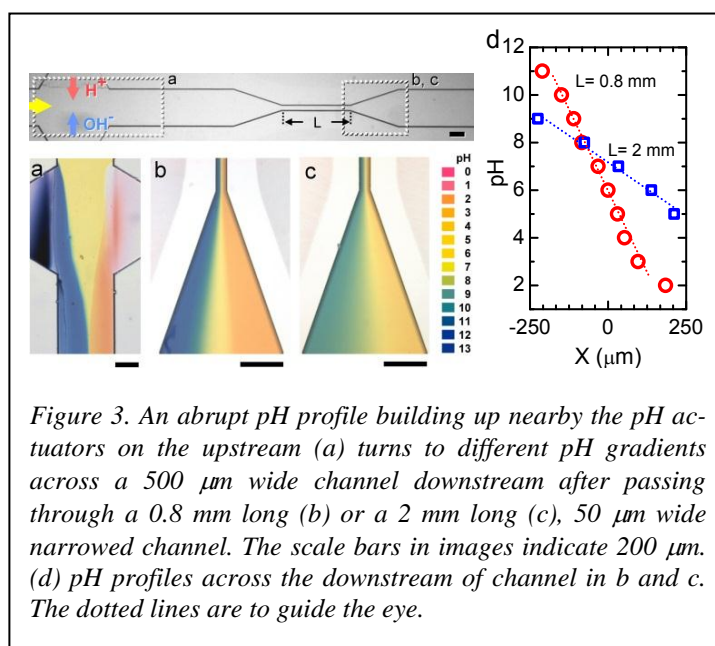 a
b, c
H+
OH-
L
a
b
c
pH
0
1
2
3
4
5
6
7
8
9
10
11
12
13
d
12
10
8
6
4
2
pH
L= 0.8 mm
L= 2 mm
-250
0
250
X (μm)
Figure 3. An abrupt pH profile building up nearby the pH ac-
tuators on the upstream (a) turns to different pH gradients
across a 500 μm wide channel downstream after passing
through a 0.8 mm long (b) or a 2 mm long (c), 50 μm wide
narrowed channel. The scale bars in images indicate 200 μm.
(d) pH profiles across the downstream of channel in b and c.
The dotted lines are to guide the eye.